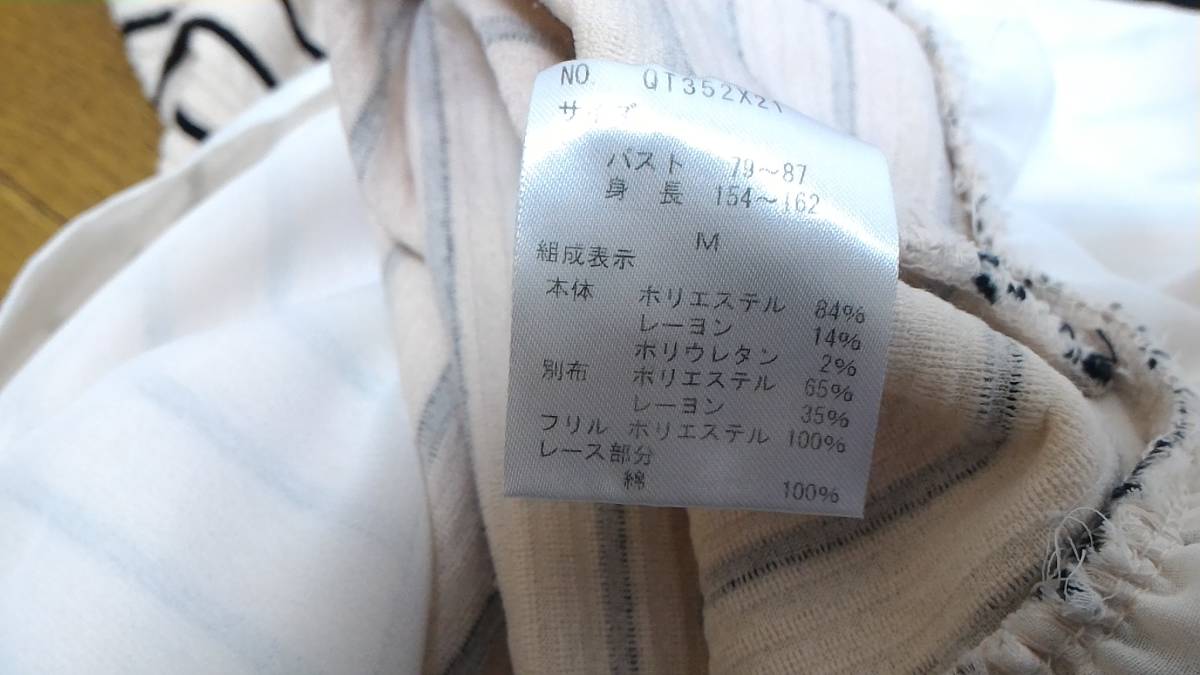 NO. QT352X21
サイズ
バスト 79～87
身長 154～162
M
組成表示
本体 ポリエステル 84%
レーヨン 14%
ポリウレタン 2%
別布 ポリエステル 65%
レーヨン 35%
フリル ポリエステル 100%
レース部分
綿 100%